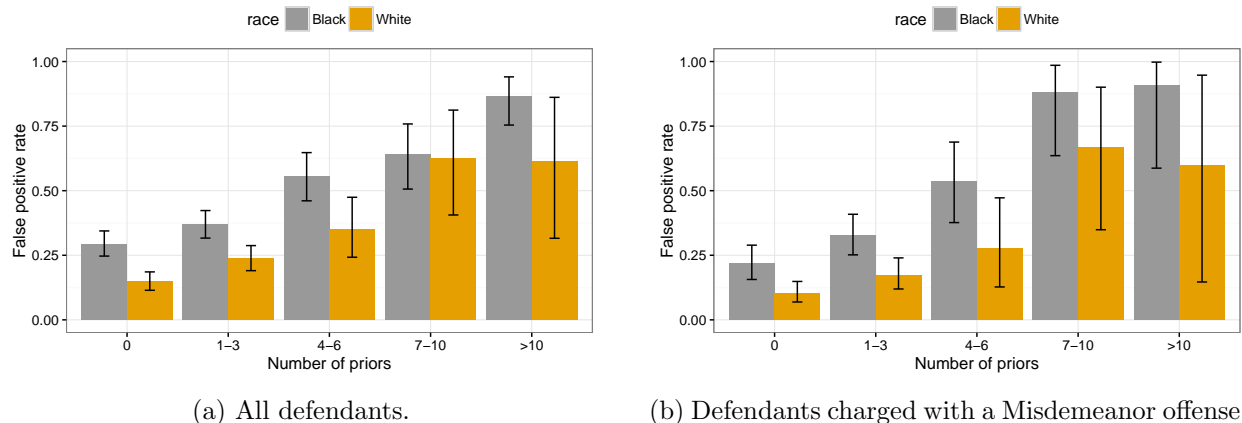 race Black White
False positive rate
1.00
0.75
0.50
0.25
0.00
0 1–3 4–6 7–10 >10
Number of priors
(a) All defendants.
race Black White
False positive rate
1.00
0.75
0.50
0.25
0.00
0 1–3 4–6 7–10 >10
Number of priors
(b) Defendants charged with a Misdemeanor offense